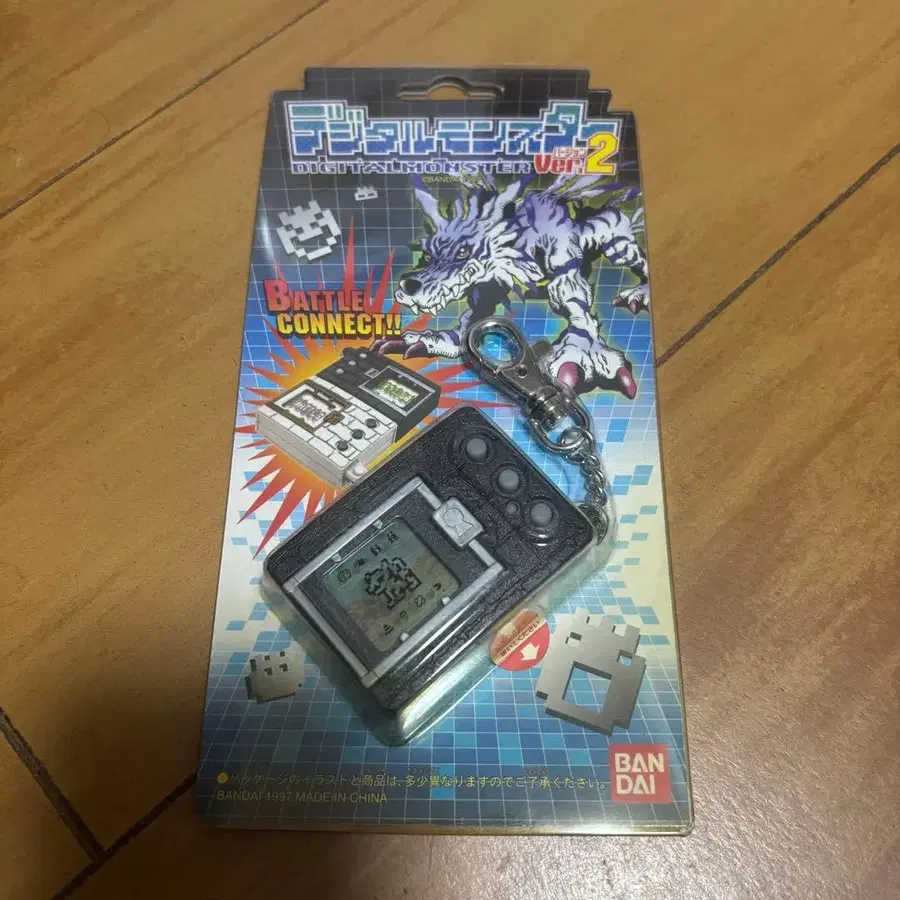 デジタルモンスター
DIGITALMONSTER
バージョン
Ver.2
BATTLE
CONNECT!!
●パッケージのイラストと商品は、多少異なりますのでご了承ください。
BANDAI 1997 MADE IN CHINA
BAN
DAI